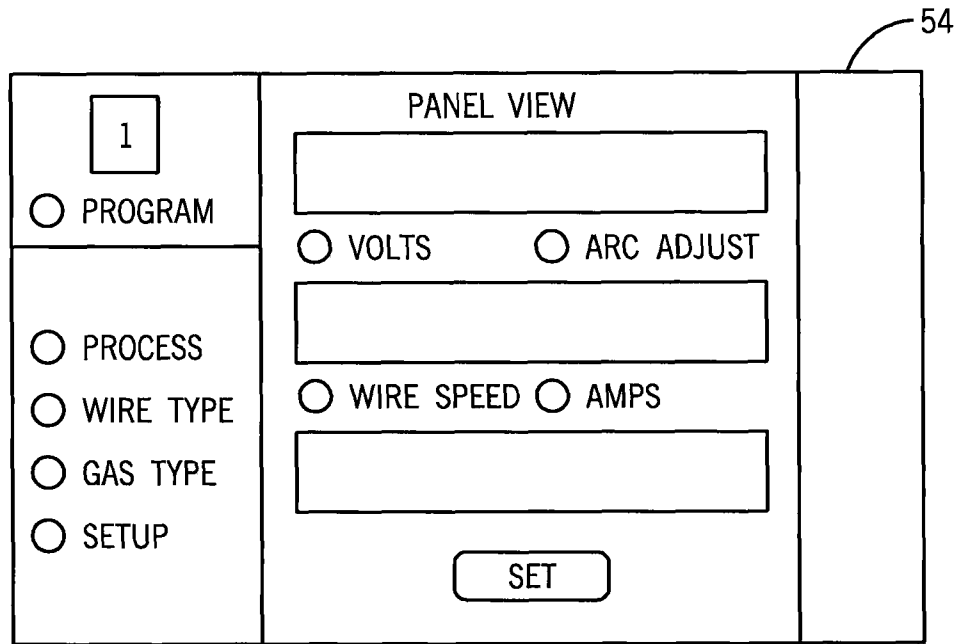 54
PANEL VIEW
1
PROGRAM
VOLTS ARC ADJUST
PROCESS
WIRE TYPE
GAS TYPE
SETUP
WIRE SPEED AMPS
SET